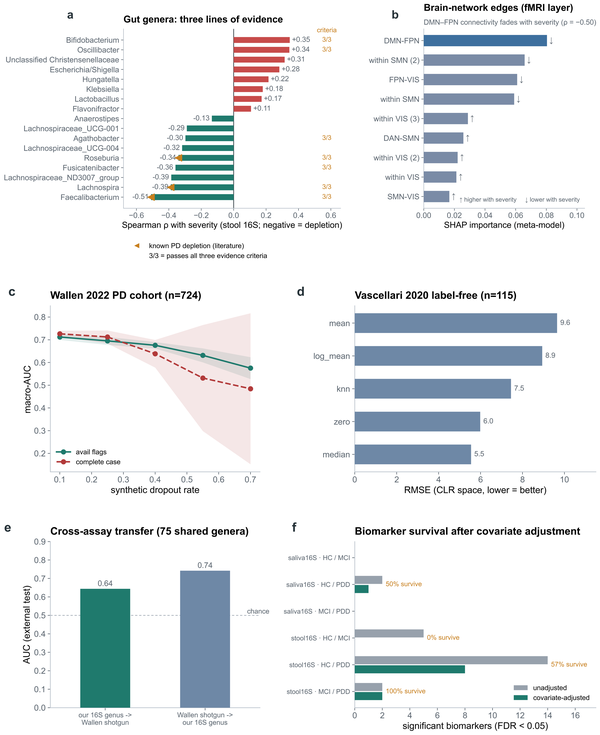 a
Gut genera: three lines of evidence
criteria
Bifidobacterium
+0.35
3/3
Oscillibacter
+0.34
3/3
Unclassified Christensenellaceae
+0.31
Escherichia/Shigella
+0.28
Hungatella
+0.22
Klebsiella
+0.18
Lactobacillus
+0.17
Flavonifractor
+0.11
Anaerostipes
-0.13
Lachnospiraceae_UCG-001
-0.29
Agathobacter
-0.30
3/3
Lachnospiraceae_UCG-004
-0.32
Roseburia
-0.34
3/3
Fusicatenibacter
-0.36
3/3
Lachnospiraceae_ND3007_group
-0.39
Lachnospira
-0.39
3/3
Faecalibacterium
-0.51
3/3
−0.6 −0.4 −0.2 0.0 0.2 0.4 0.6
Spearman ρ with severity (stool 16S; negative = depletion)
known PD depletion (literature)
3/3 = passes all three evidence criteria
b
Brain-network edges (fMRI layer)
DMN–FPN connectivity fades with severity (ρ = −0.50)
DMN-FPN ↓
within SMN (2) ↓
FPN-VIS ↓
within SMN ↓
within VIS (3) ↑
DAN-SMN ↑
within VIS (2) ↑
within VIS ↑
SMN-VIS ↑
↑ higher with severity ↓ lower with severity
0.00 0.02 0.04 0.06 0.08 0.10
SHAP importance (meta-model)
c
Wallen 2022 PD cohort (n=724)
macro-AUC
0.8
0.7
0.6
0.5
0.4
0.3
0.2
avail flags
complete case
0.1 0.2 0.3 0.4 0.5 0.6 0.7
synthetic dropout rate
d
Vascellari 2020 label-free (n=115)
mean
9.6
log_mean
8.9
knn
7.5
zero
6.0
median
5.5
0 2 4 6 8 10
RMSE (CLR space, lower = better)
e
Cross-assay transfer (75 shared genera)
AUC (external test)
0.9
0.8
0.7
0.6
0.5
0.4
0.3
0.2
0.1
0.0
0.64
0.74
chance
our 16S genus ->
Wallen shotgun
Wallen shotgun ->
our 16S genus
f
Biomarker survival after covariate adjustment
saliva16S · HC / MCI
saliva16S · HC / PDD
50% survive
saliva16S · MCI / PDD
stool16S · HC / MCI
0% survive
stool16S · HC / PDD
57% survive
stool16S · MCI / PDD
100% survive
unadjusted
covariate-adjusted
0 2 4 6 8 10 12 14 16
significant biomarkers (FDR < 0.05)